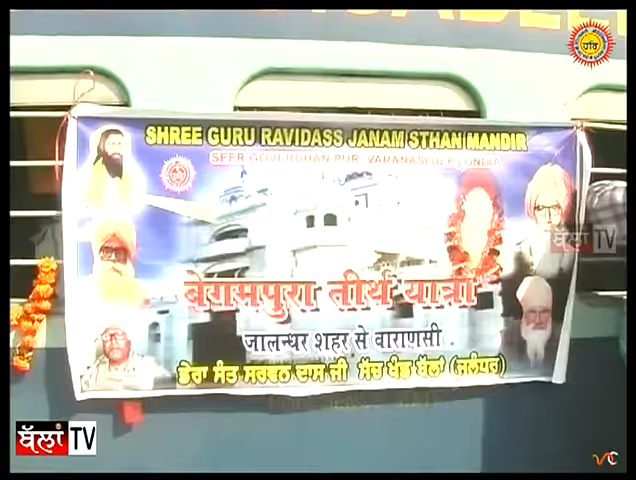 SHREE GURU RAVIDASS JANAM STHAN MANDIR
SEER GOVERDHAN PUR, VARANASI (U.P.) INDIA
ਹਰਿ
बेगमपुरा तीर्थ यात्रा
जालन्धर शहर से वाराणसी .
ਡੇਰਾ ਸੰਤ ਸਰਵਣ ਦਾਸ ਜੀ ਸੱਚ ਖੰਡ ਬੱਲਾਂ (ਜਲੰਧਰ)
ਬੱਲਾਂ TV
ਬੱਲਾਂ TV